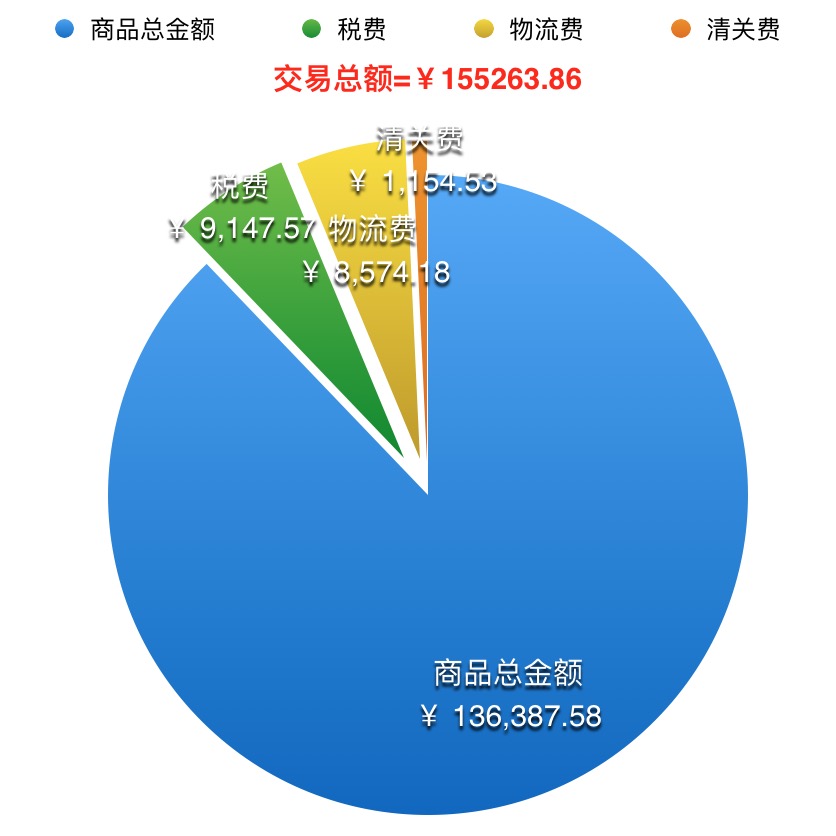 商品总金额 税费 物流费 清关费
交易总额=￥155263.86
清关费
￥ 1,154.53
税费
￥ 9,147.57
物流费
￥ 8,574.18
商品总金额
￥ 136,387.58